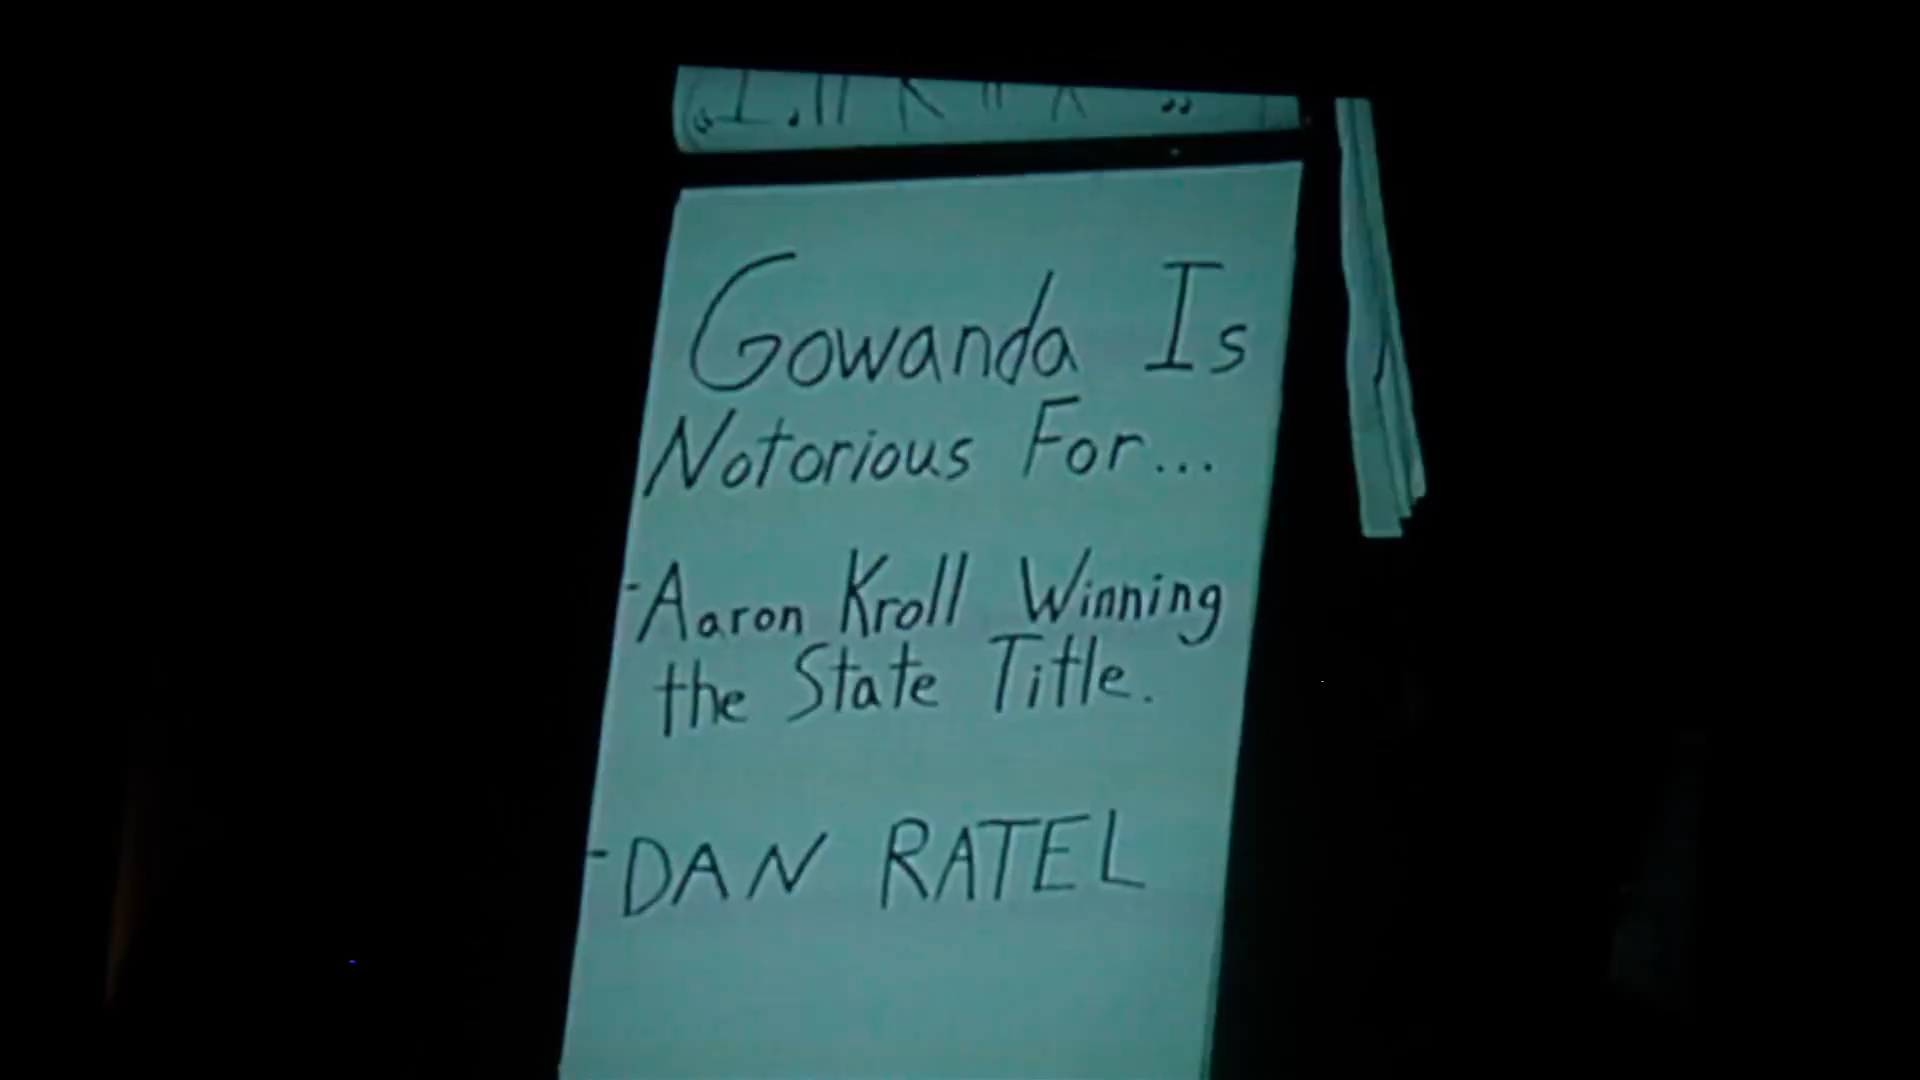 Gowanda Is
Notorious For...
-Aaron Kroll Winning
the State Title.
-DAN RATEL